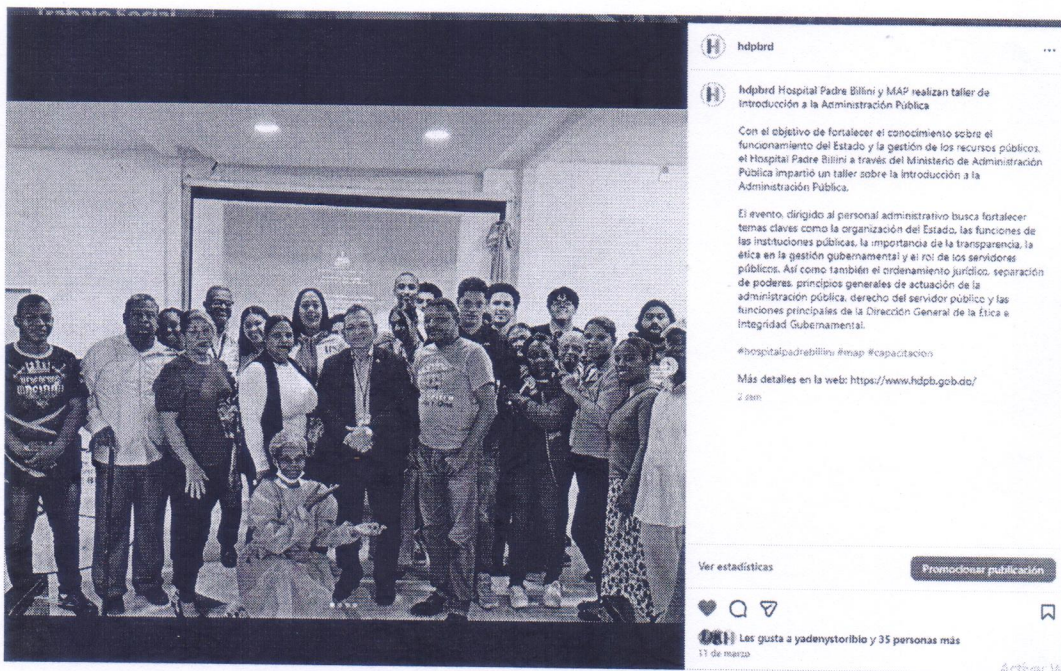 Trabajo Social
hdpbrd
hdpbrd Hospital Padre Billini y MAP realizan taller de
Introducción a la Administración Pública
Con el objetivo de fortalecer el conocimiento sobre el
funcionamiento del Estado y la gestión de los recursos públicos,
el Hospital Padre Billini a través del Ministerio de Administración
Pública impartió un taller sobre la Introducción a la
Administración Pública.
El evento, dirigido al personal administrativo busca fortalecer
temas claves como la organización del Estado, las funciones de
las instituciones públicas, la importancia de la transparencia, la
ética en la gestión gubernamental y el rol de los servidores
públicos. Así como también el ordenamiento jurídico, separación
de poderes, principios generales de actuación de la
administración pública, derecho del servidor público y las
funciones principales de la Dirección General de la Ética e
Integridad Gubernamental.
#hospitalpadrebillini #map #capacitacion
Más detalles en la web: https://www.hdpb.gob.do/
2 sem
Ver estadísticas
Promocionar publicación
Les gusta a yadenystoribio y 35 personas más
11 de marzo